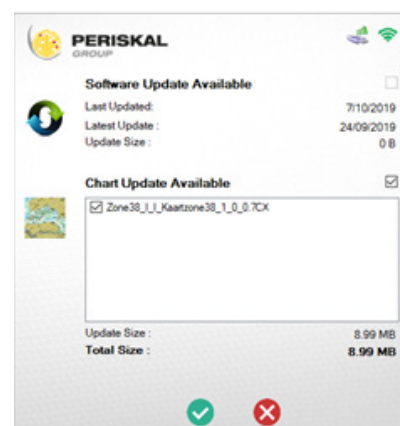 PERISKAL
GROUP
Software Update Available
Last Updated: 7/10/2019
Latest Update : 24/09/2019
Update Size : 0 B
Chart Update Available
Zone38_I_I_Kaartzone38_1_0_0.7CX
Update Size : 8.99 MB
Total Size : 8.99 MB